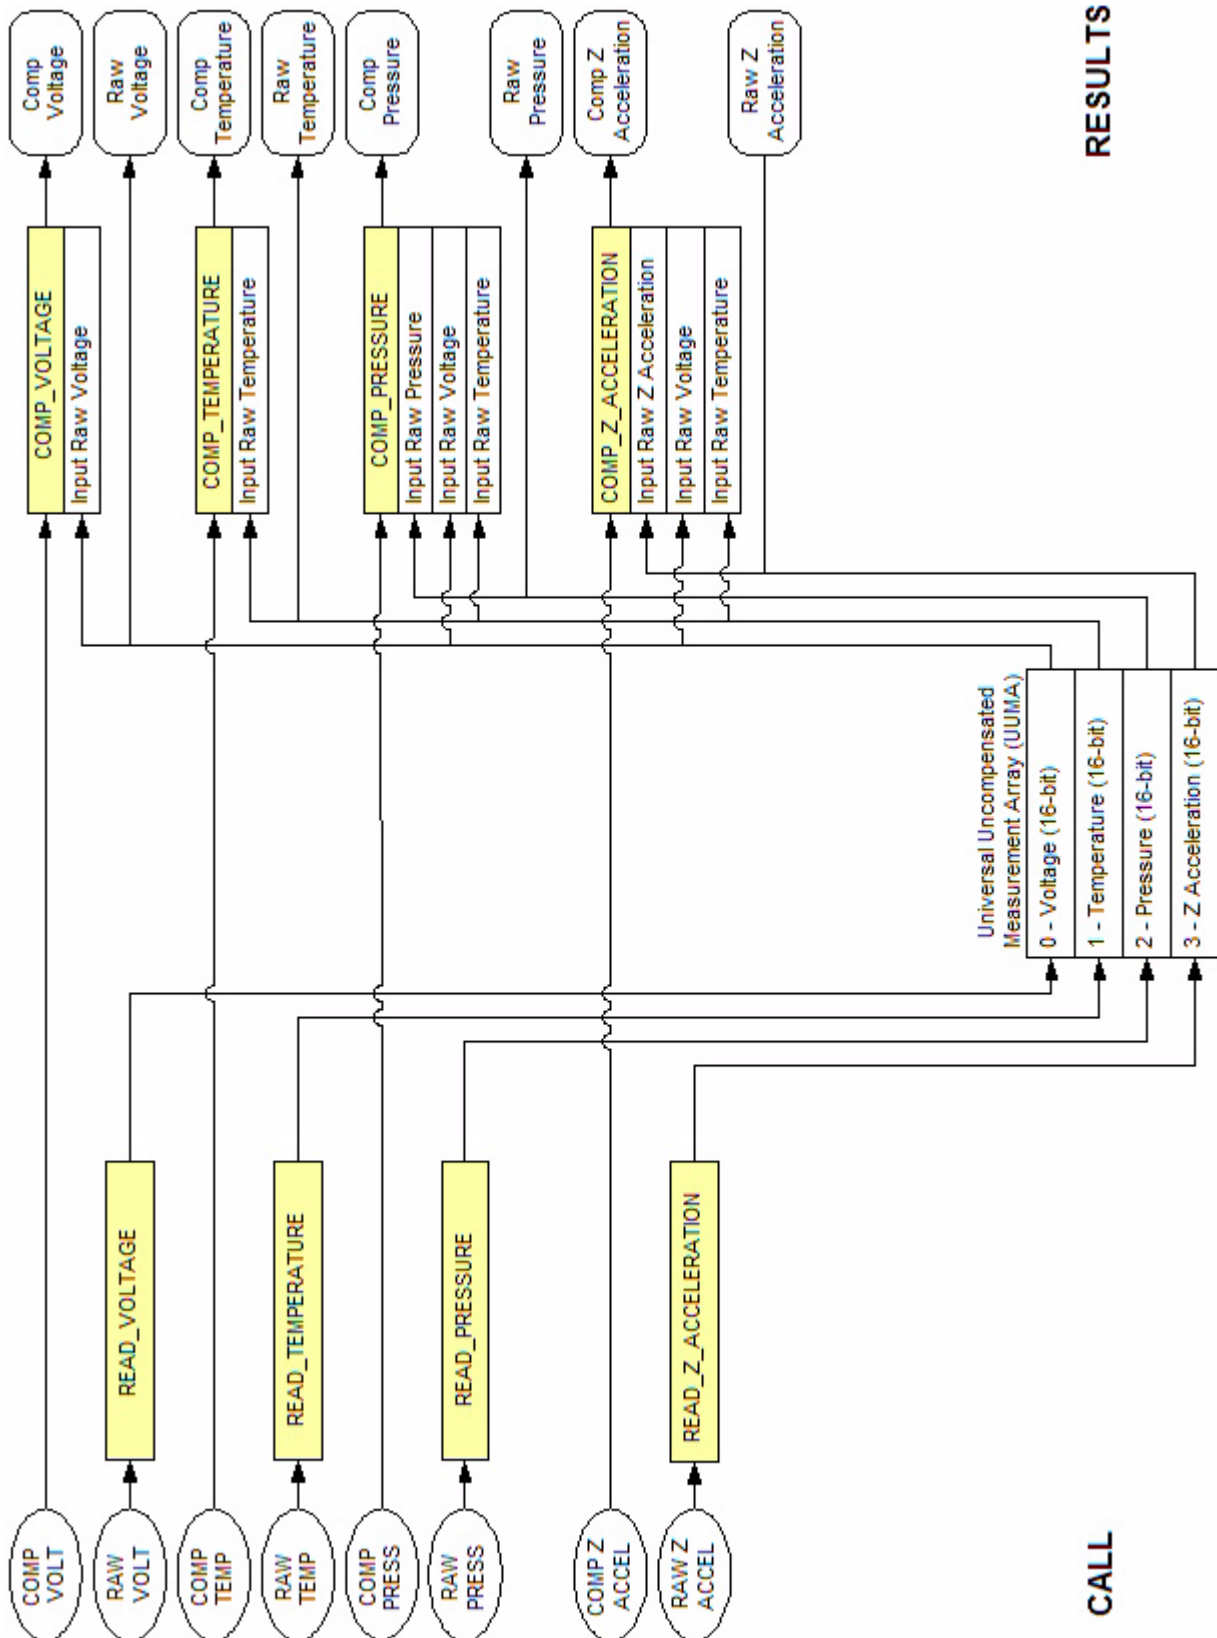 COMP
VOLT
RAW
VOLT
COMP
TEMP
RAW
TEMP
COMP
PRESS
RAW
PRESS
COMP Z
ACCEL
RAW Z
ACCEL
CALL
READ_VOLTAGE
READ_TEMPERATURE
READ_PRESSURE
READ_Z_ACCELERATION
Universal Uncompensated
Measurement Array (UUMA)
0 - Voltage (16-bit)
1 - Temperature (16-bit)
2 - Pressure (16-bit)
3 - Z Acceleration (16-bit)
COMP_VOLTAGE
Input Raw Voltage
COMP_TEMPERATURE
Input Raw Temperature
COMP_PRESSURE
Input Raw Pressure
Input Raw Voltage
Input Raw Temperature
COMP_Z_ACCELERATION
Input Raw Z Acceleration
Input Raw Voltage
Input Raw Temperature
Comp
Voltage
Raw
Voltage
Comp
Temperature
Raw
Temperature
Comp
Pressure
Raw
Pressure
Comp Z
Acceleration
Raw Z
Acceleration
RESULTS